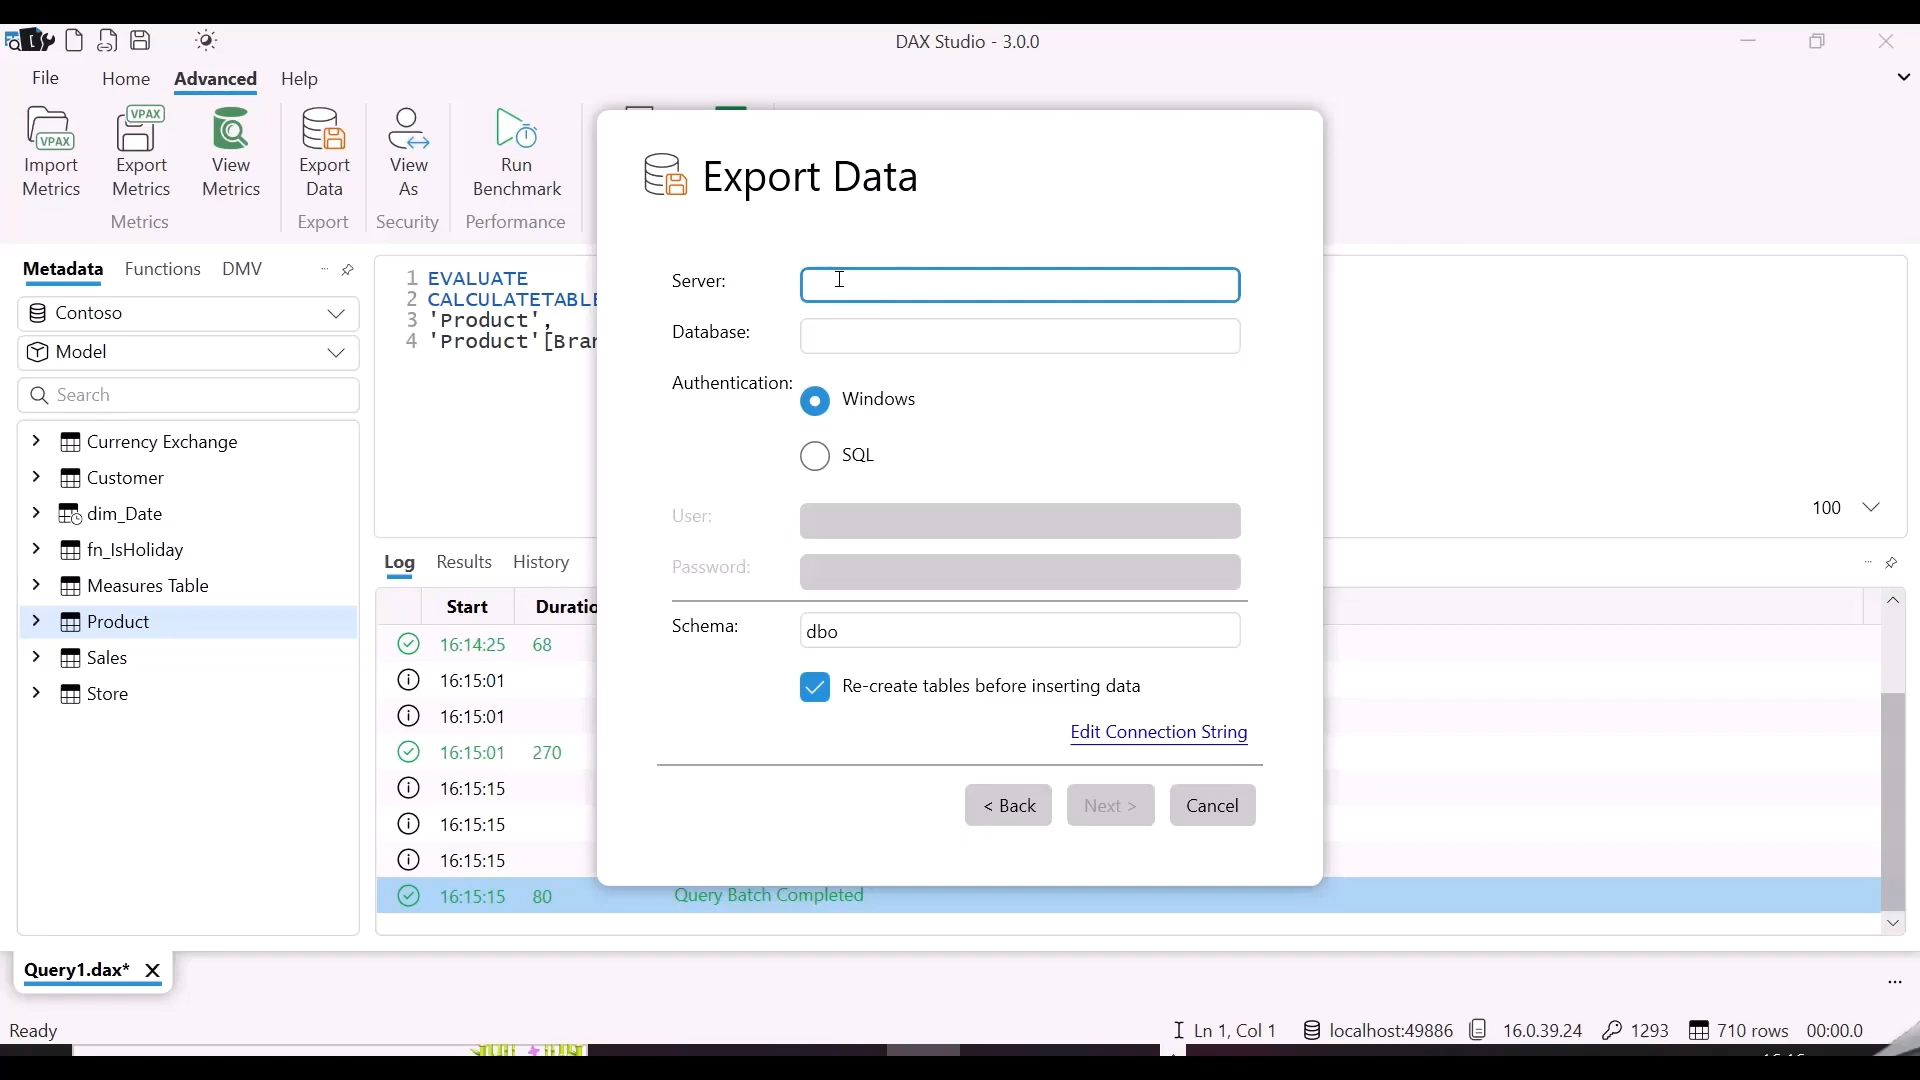 DAX Studio - 3.0.0
File Home Advanced Help
VPAX VPAX
Import Metrics Export Metrics View Metrics Export Data View As Run Benchmark
Metrics Export Security Performance
Export Data
Metadata Functions DMV
Contoso
Model
Search
Currency Exchange
Customer
dim_Date
fn_IsHoliday
Measures Table
Product
Sales
Store
1 EVALUATE
2 CALCULATETABLE
3 'Product',
4 'Product'[Bran
100
Server:
Database:
Authentication: Windows
SQL
User:
Password:
Schema: dbo
Re-create tables before inserting data
Edit Connection String
< Back Next > Cancel
Log Results History
Start Duratio
16:14:25 68
16:15:01
16:15:01
16:15:01 270
16:15:15
16:15:15
16:15:15
16:15:15 80 Query Batch Completed
Query1.dax*
Ready Ln 1, Col 1 localhost:49886 16.0.39.24 1293 710 rows 00:00.0